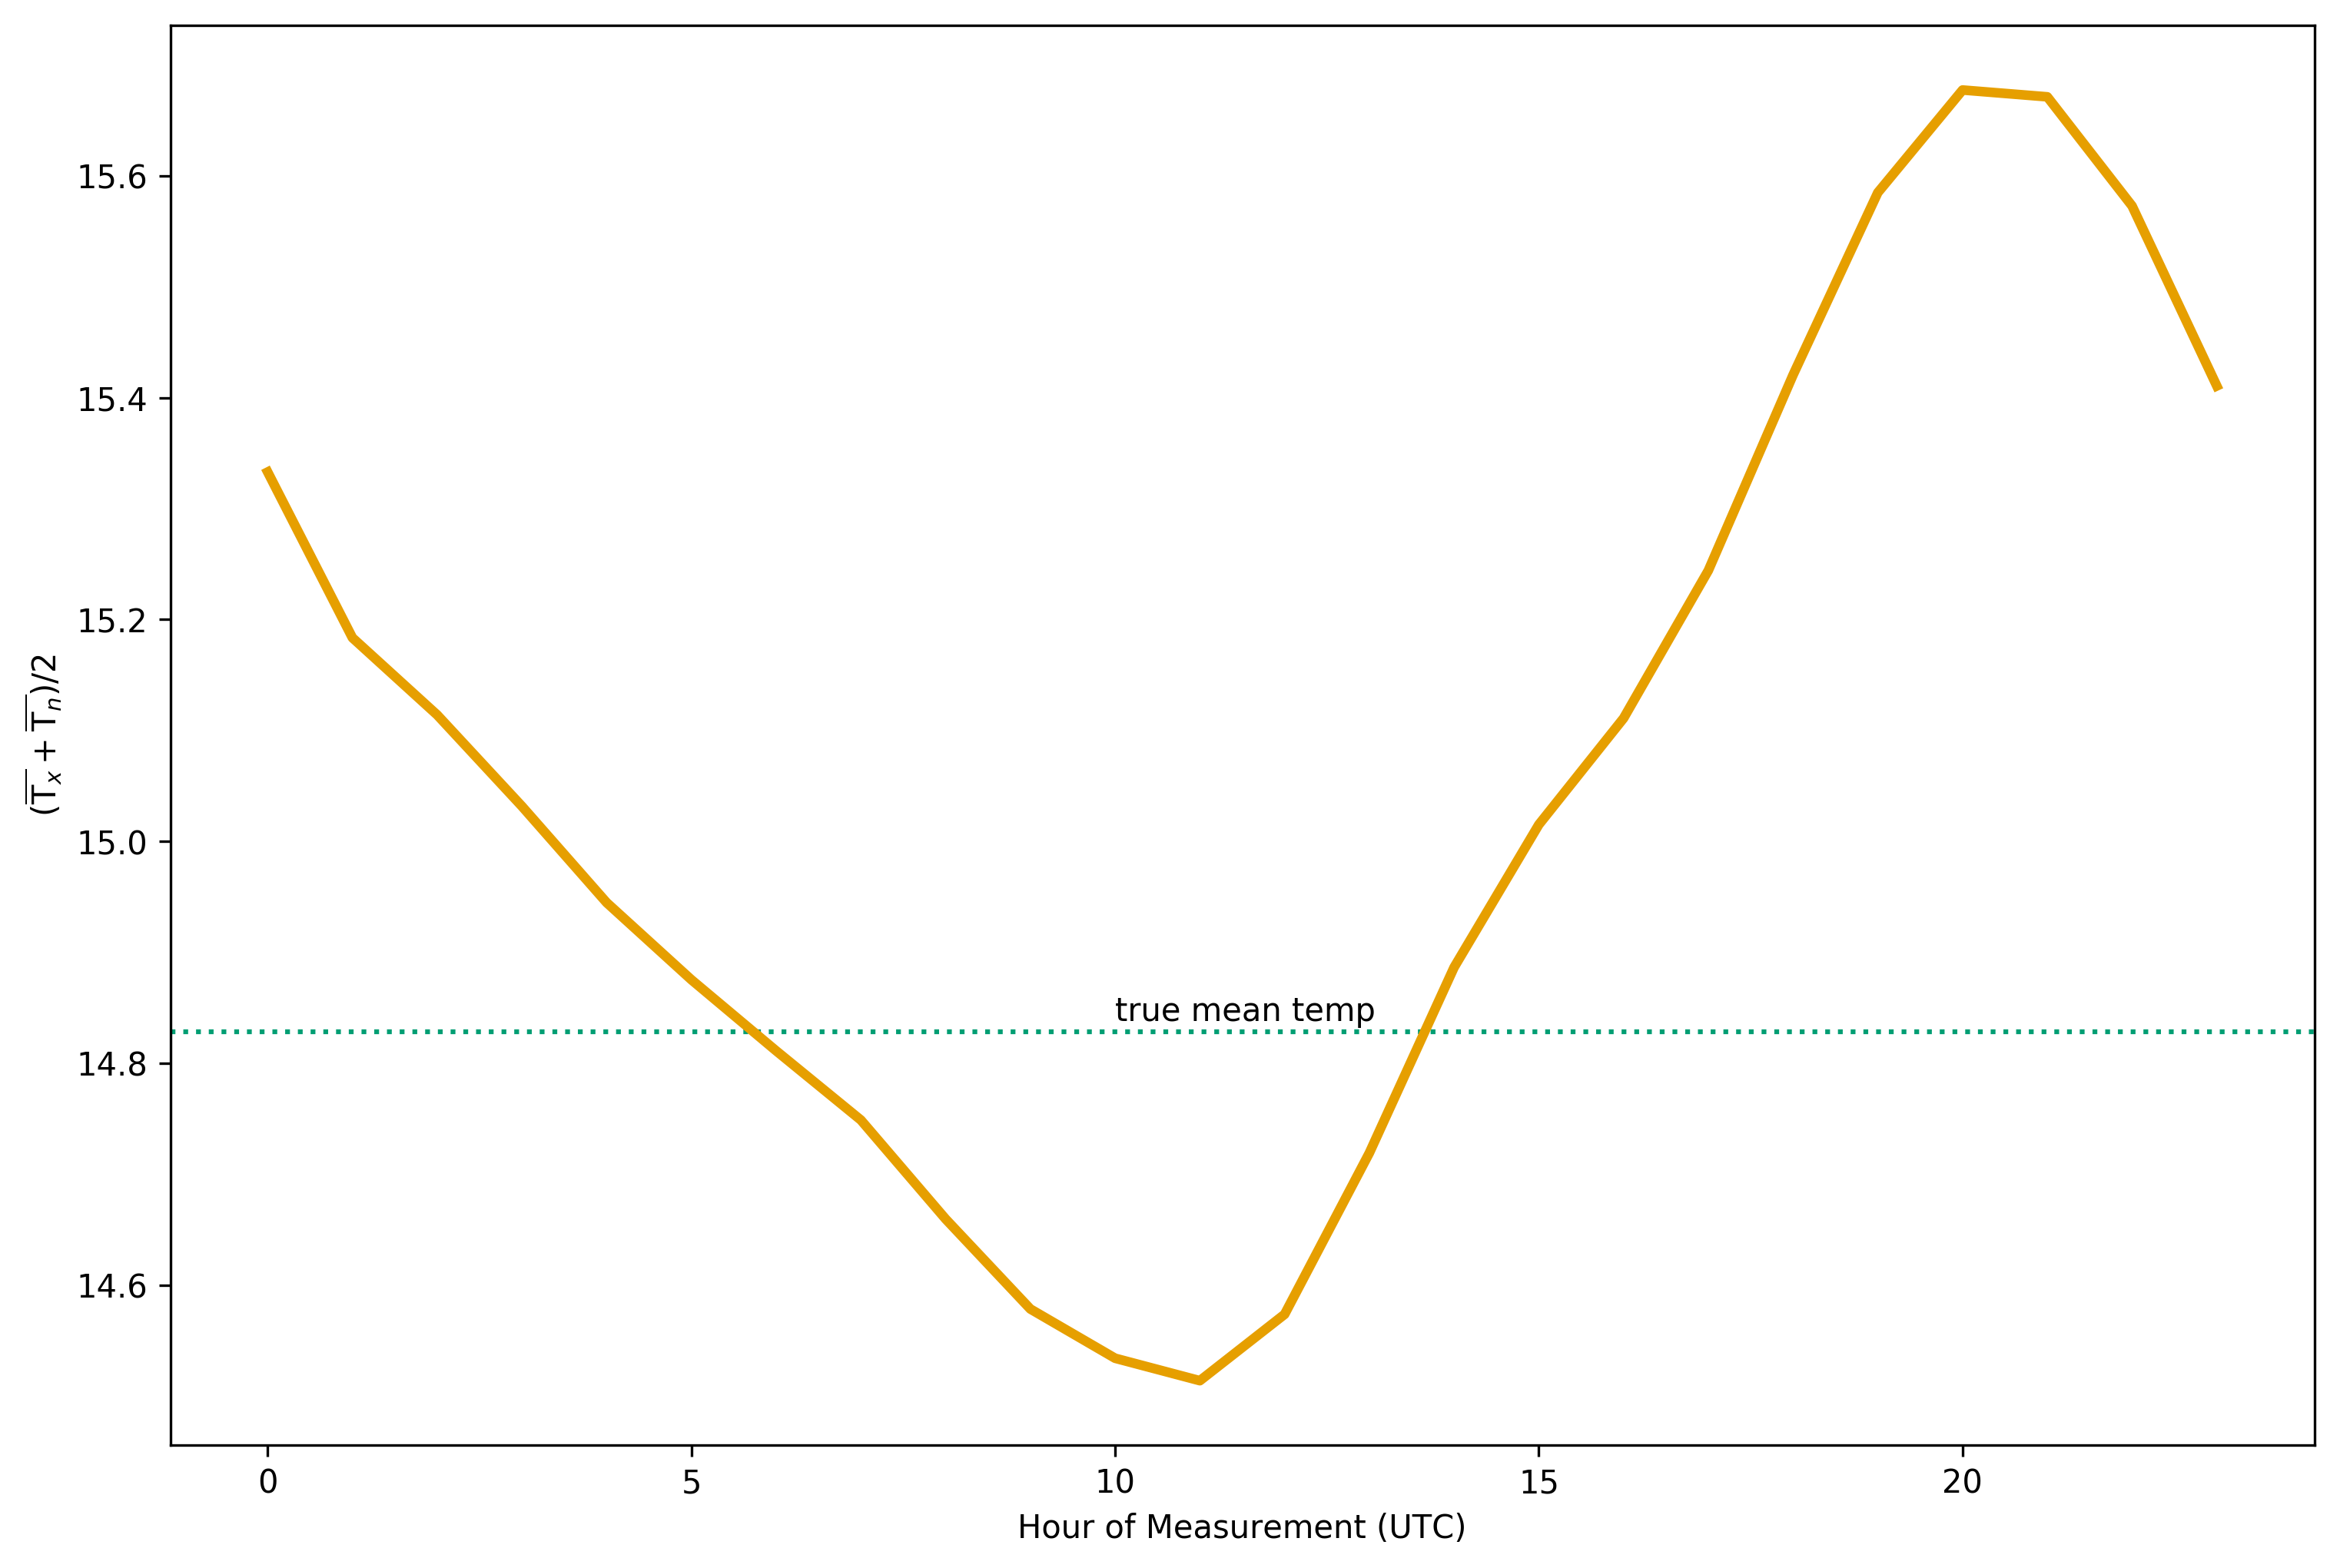 15.6
15.4
15.2
15.0
14.8
14.6
(T̅ₓ + T̅ₙ)/2
true mean temp
0 5 10 15 20
Hour of Measurement (UTC)